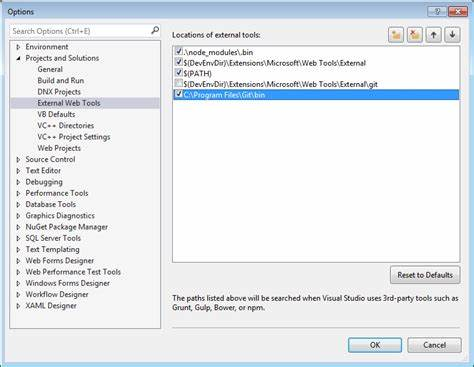 Options
Search Options (Ctrl+E)
Environment
Projects and Solutions
General
Build and Run
DNX Projects
External Web Tools
VB Defaults
VC++ Directories
VC++ Project Settings
Web Projects
Source Control
Text Editor
Debugging
Performance Tools
Database Tools
Graphics Diagnostics
NuGet Package Manager
SQL Server Tools
Text Templating
Web Forms Designer
Web Performance Test Tools
Windows Forms Designer
Workflow Designer
XAML Designer
Locations of external tools:
.\node_modules\.bin
$(DevEnvDir)\Extensions\Microsoft\Web Tools\External
$(PATH)
$(DevEnvDir)\Extensions\Microsoft\Web Tools\External\git
C:\Program Files\Git\bin
Reset to Defaults
The paths listed above will be searched when Visual Studio uses 3rd-party tools such as
Grunt, Gulp, Bower, or npm.
OK
Cancel